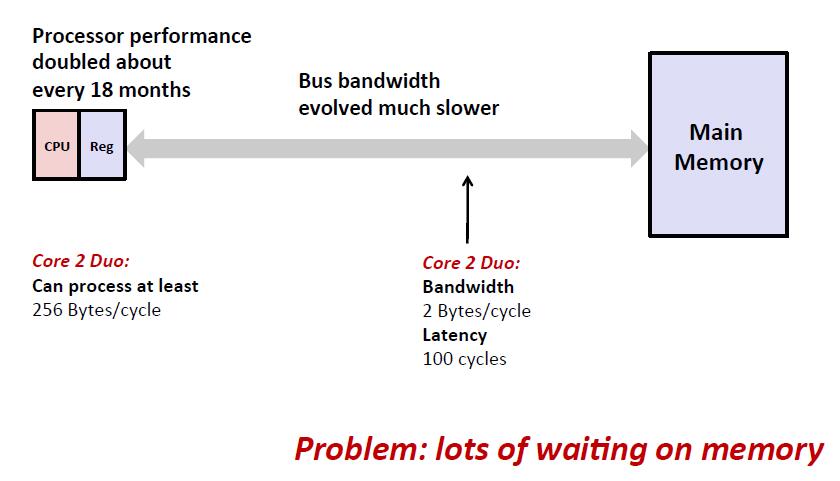 Processor performance
doubled about
every 18 months
Bus bandwidth
evolved much slower
CPU
Reg
Main
Memory
Core 2 Duo:
Can process at least
256 Bytes/cycle
Core 2 Duo:
Bandwidth
2 Bytes/cycle
Latency
100 cycles
Problem: lots of waiting on memory